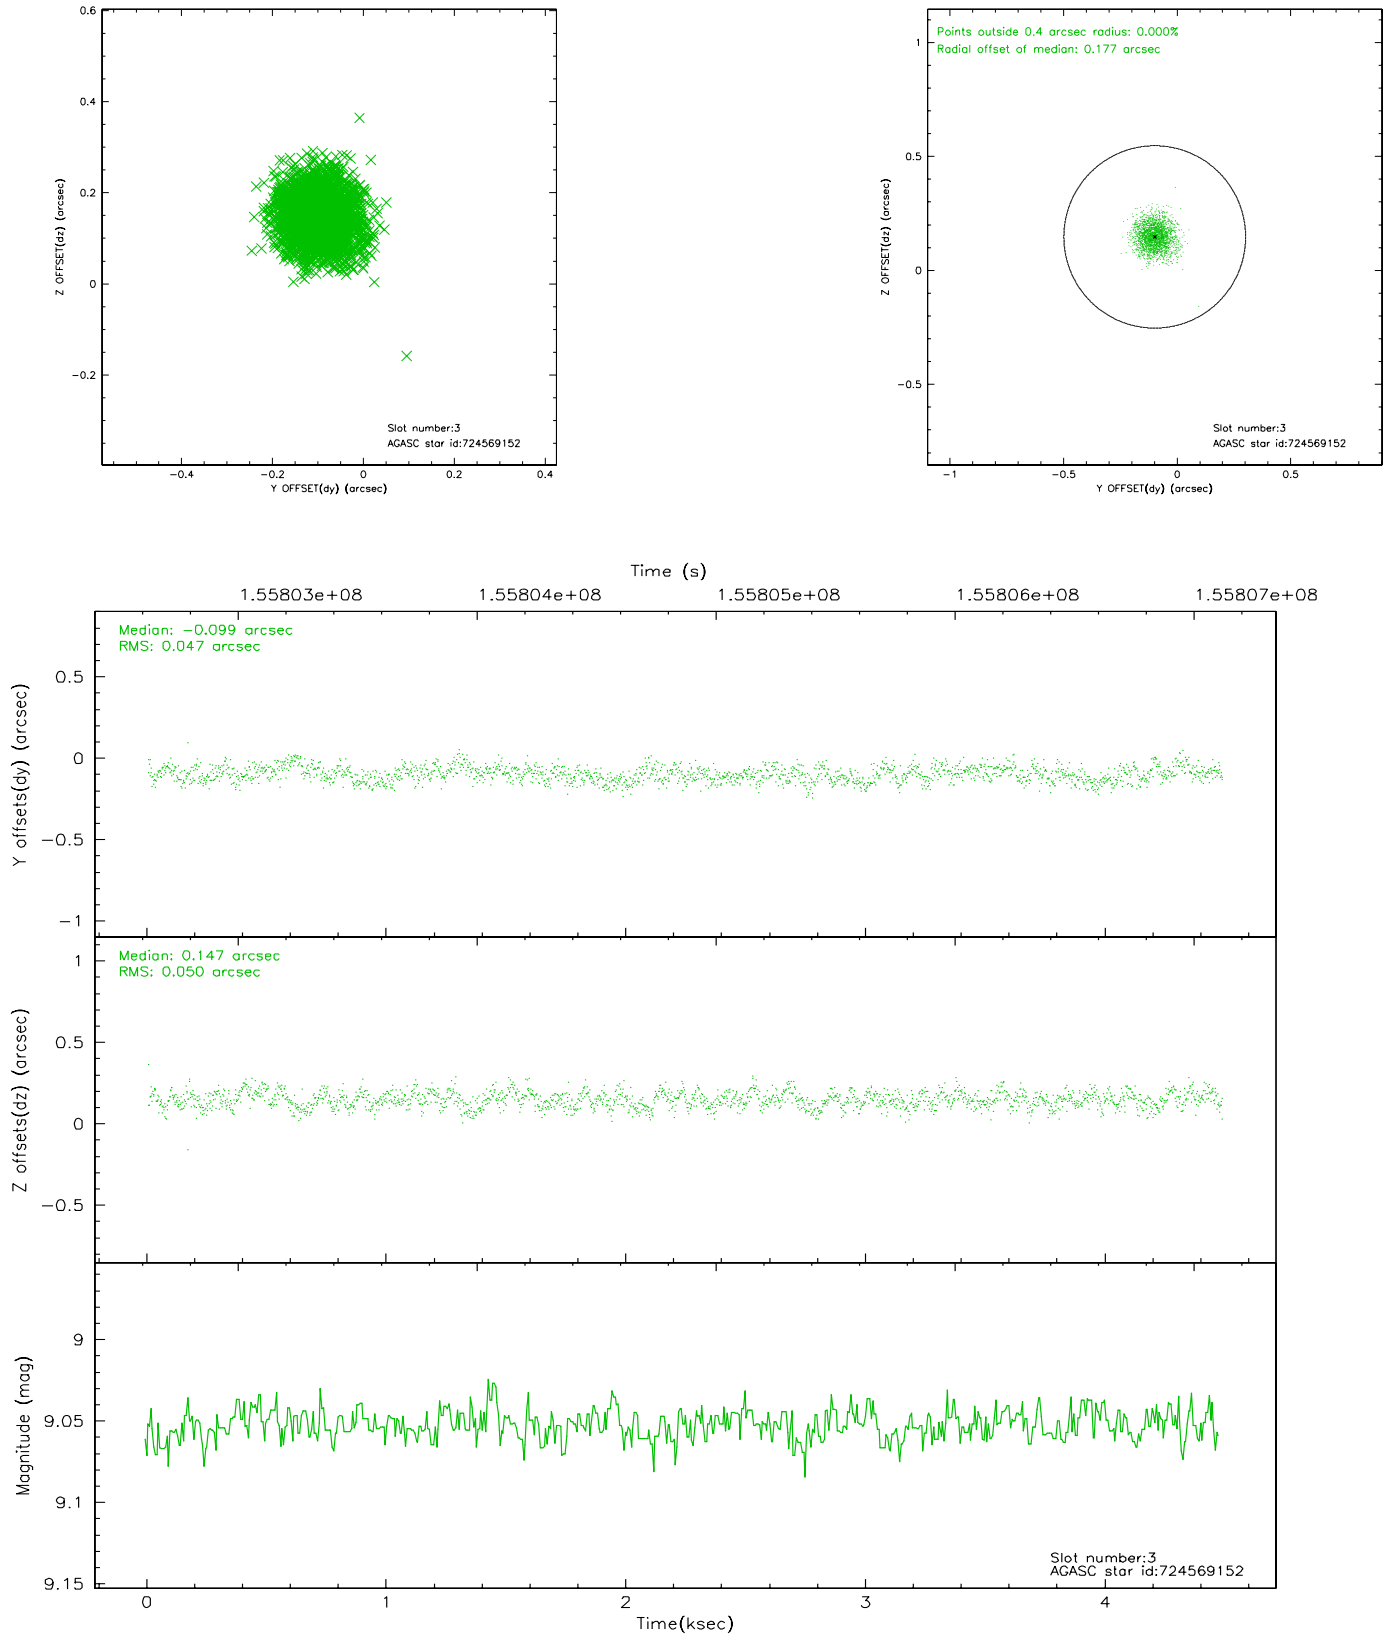 0.6
0.4
0.2
0
−0.2
Z OFFSET(dz) (arcsec)
Slot number:3
AGASC star id:724569152
−0.4 −0.2 0 0.2 0.4
Y OFFSET(dy) (arcsec)
Points outside 0.4 arcsec radius: 0.000%
Radial offset of median: 0.177 arcsec
1
0.5
0
−0.5
Z OFFSET(dz) (arcsec)
Slot number:3
AGASC star id:724569152
−1 −0.5 0 0.5
Y OFFSET(dy) (arcsec)
Time (s)
1.55803e+08 1.55804e+08 1.55805e+08 1.55806e+08 1.55807e+08
Median: −0.099 arcsec
RMS: 0.047 arcsec
0.5
0
−0.5
−1
Y offsets(dy) (arcsec)
Median: 0.147 arcsec
RMS: 0.050 arcsec
1
0.5
0
−0.5
Z offsets(dz) (arcsec)
9
9.05
9.1
9.15
Magnitude (mag)
Slot number:3
AGASC star id:724569152
0 1 2 3 4
Time(ksec)